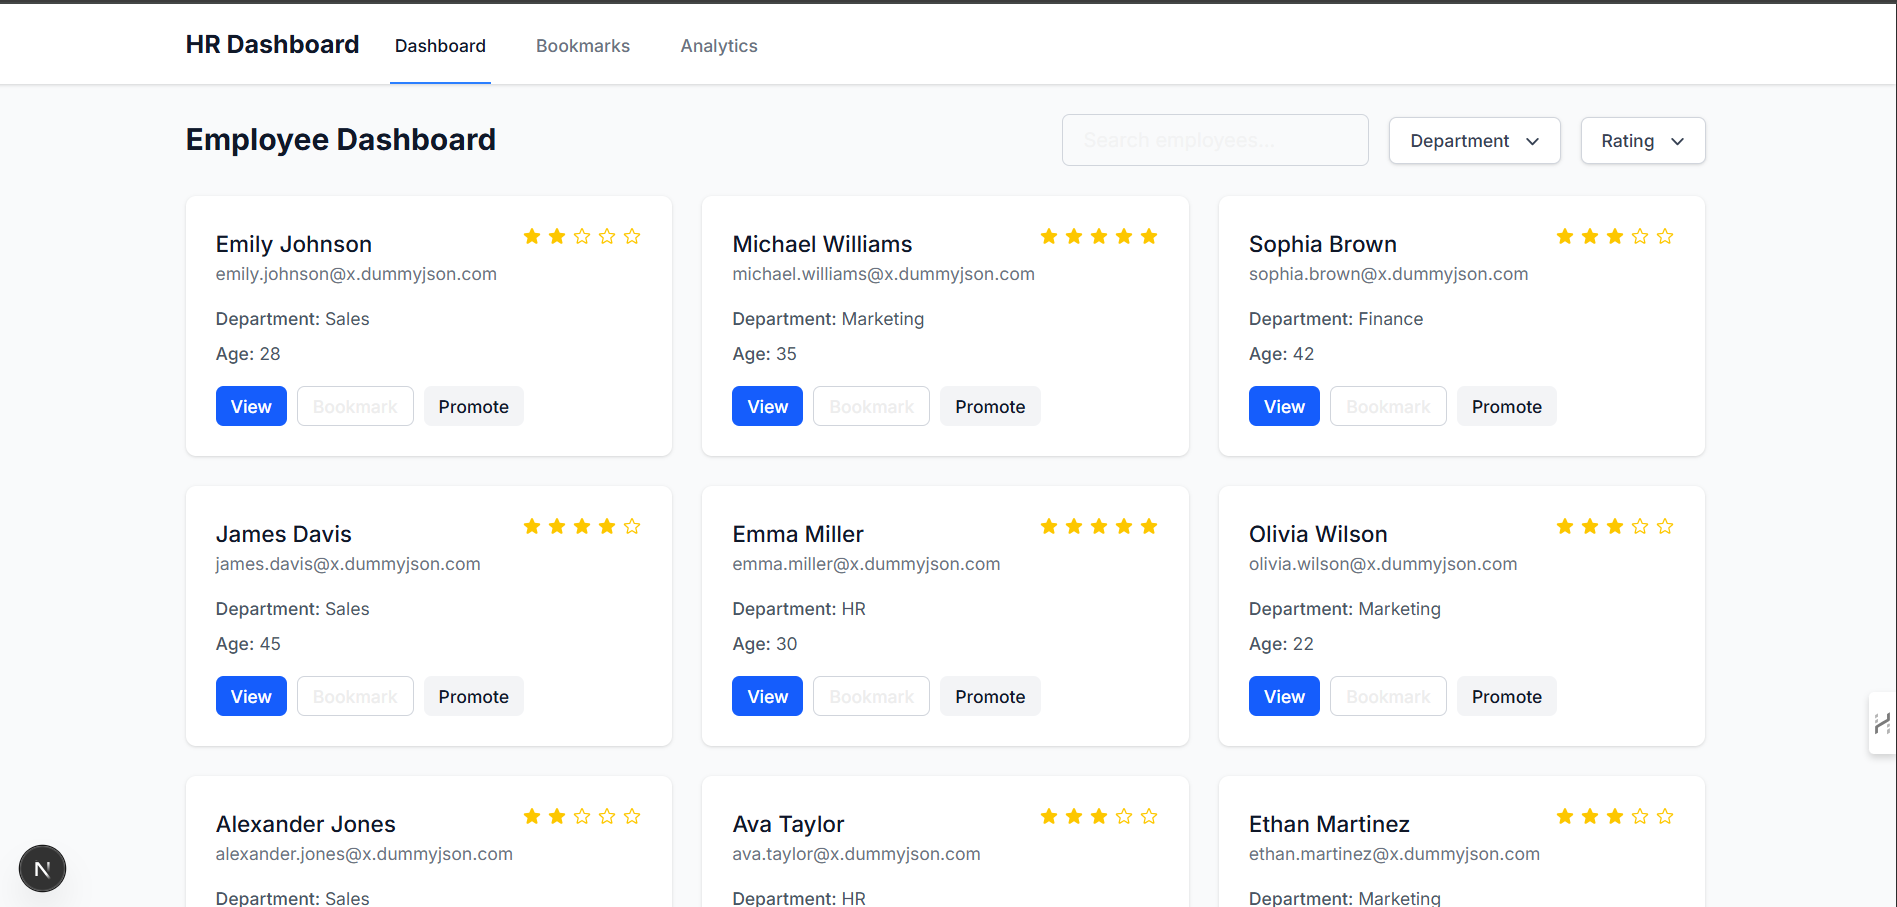 HR Dashboard Dashboard Bookmarks Analytics
Employee Dashboard Search employees... Department Rating
Emily Johnson
emily.johnson@x.dummyjson.com
Department: Sales
Age: 28
View Bookmark Promote
Michael Williams
michael.williams@x.dummyjson.com
Department: Marketing
Age: 35
View Bookmark Promote
Sophia Brown
sophia.brown@x.dummyjson.com
Department: Finance
Age: 42
View Bookmark Promote
James Davis
james.davis@x.dummyjson.com
Department: Sales
Age: 45
View Bookmark Promote
Emma Miller
emma.miller@x.dummyjson.com
Department: HR
Age: 30
View Bookmark Promote
Olivia Wilson
olivia.wilson@x.dummyjson.com
Department: Marketing
Age: 22
View Bookmark Promote
Alexander Jones
alexander.jones@x.dummyjson.com
Department: Sales
Ava Taylor
ava.taylor@x.dummyjson.com
Department: HR
Ethan Martinez
ethan.martinez@x.dummyjson.com
Department: Marketing
N